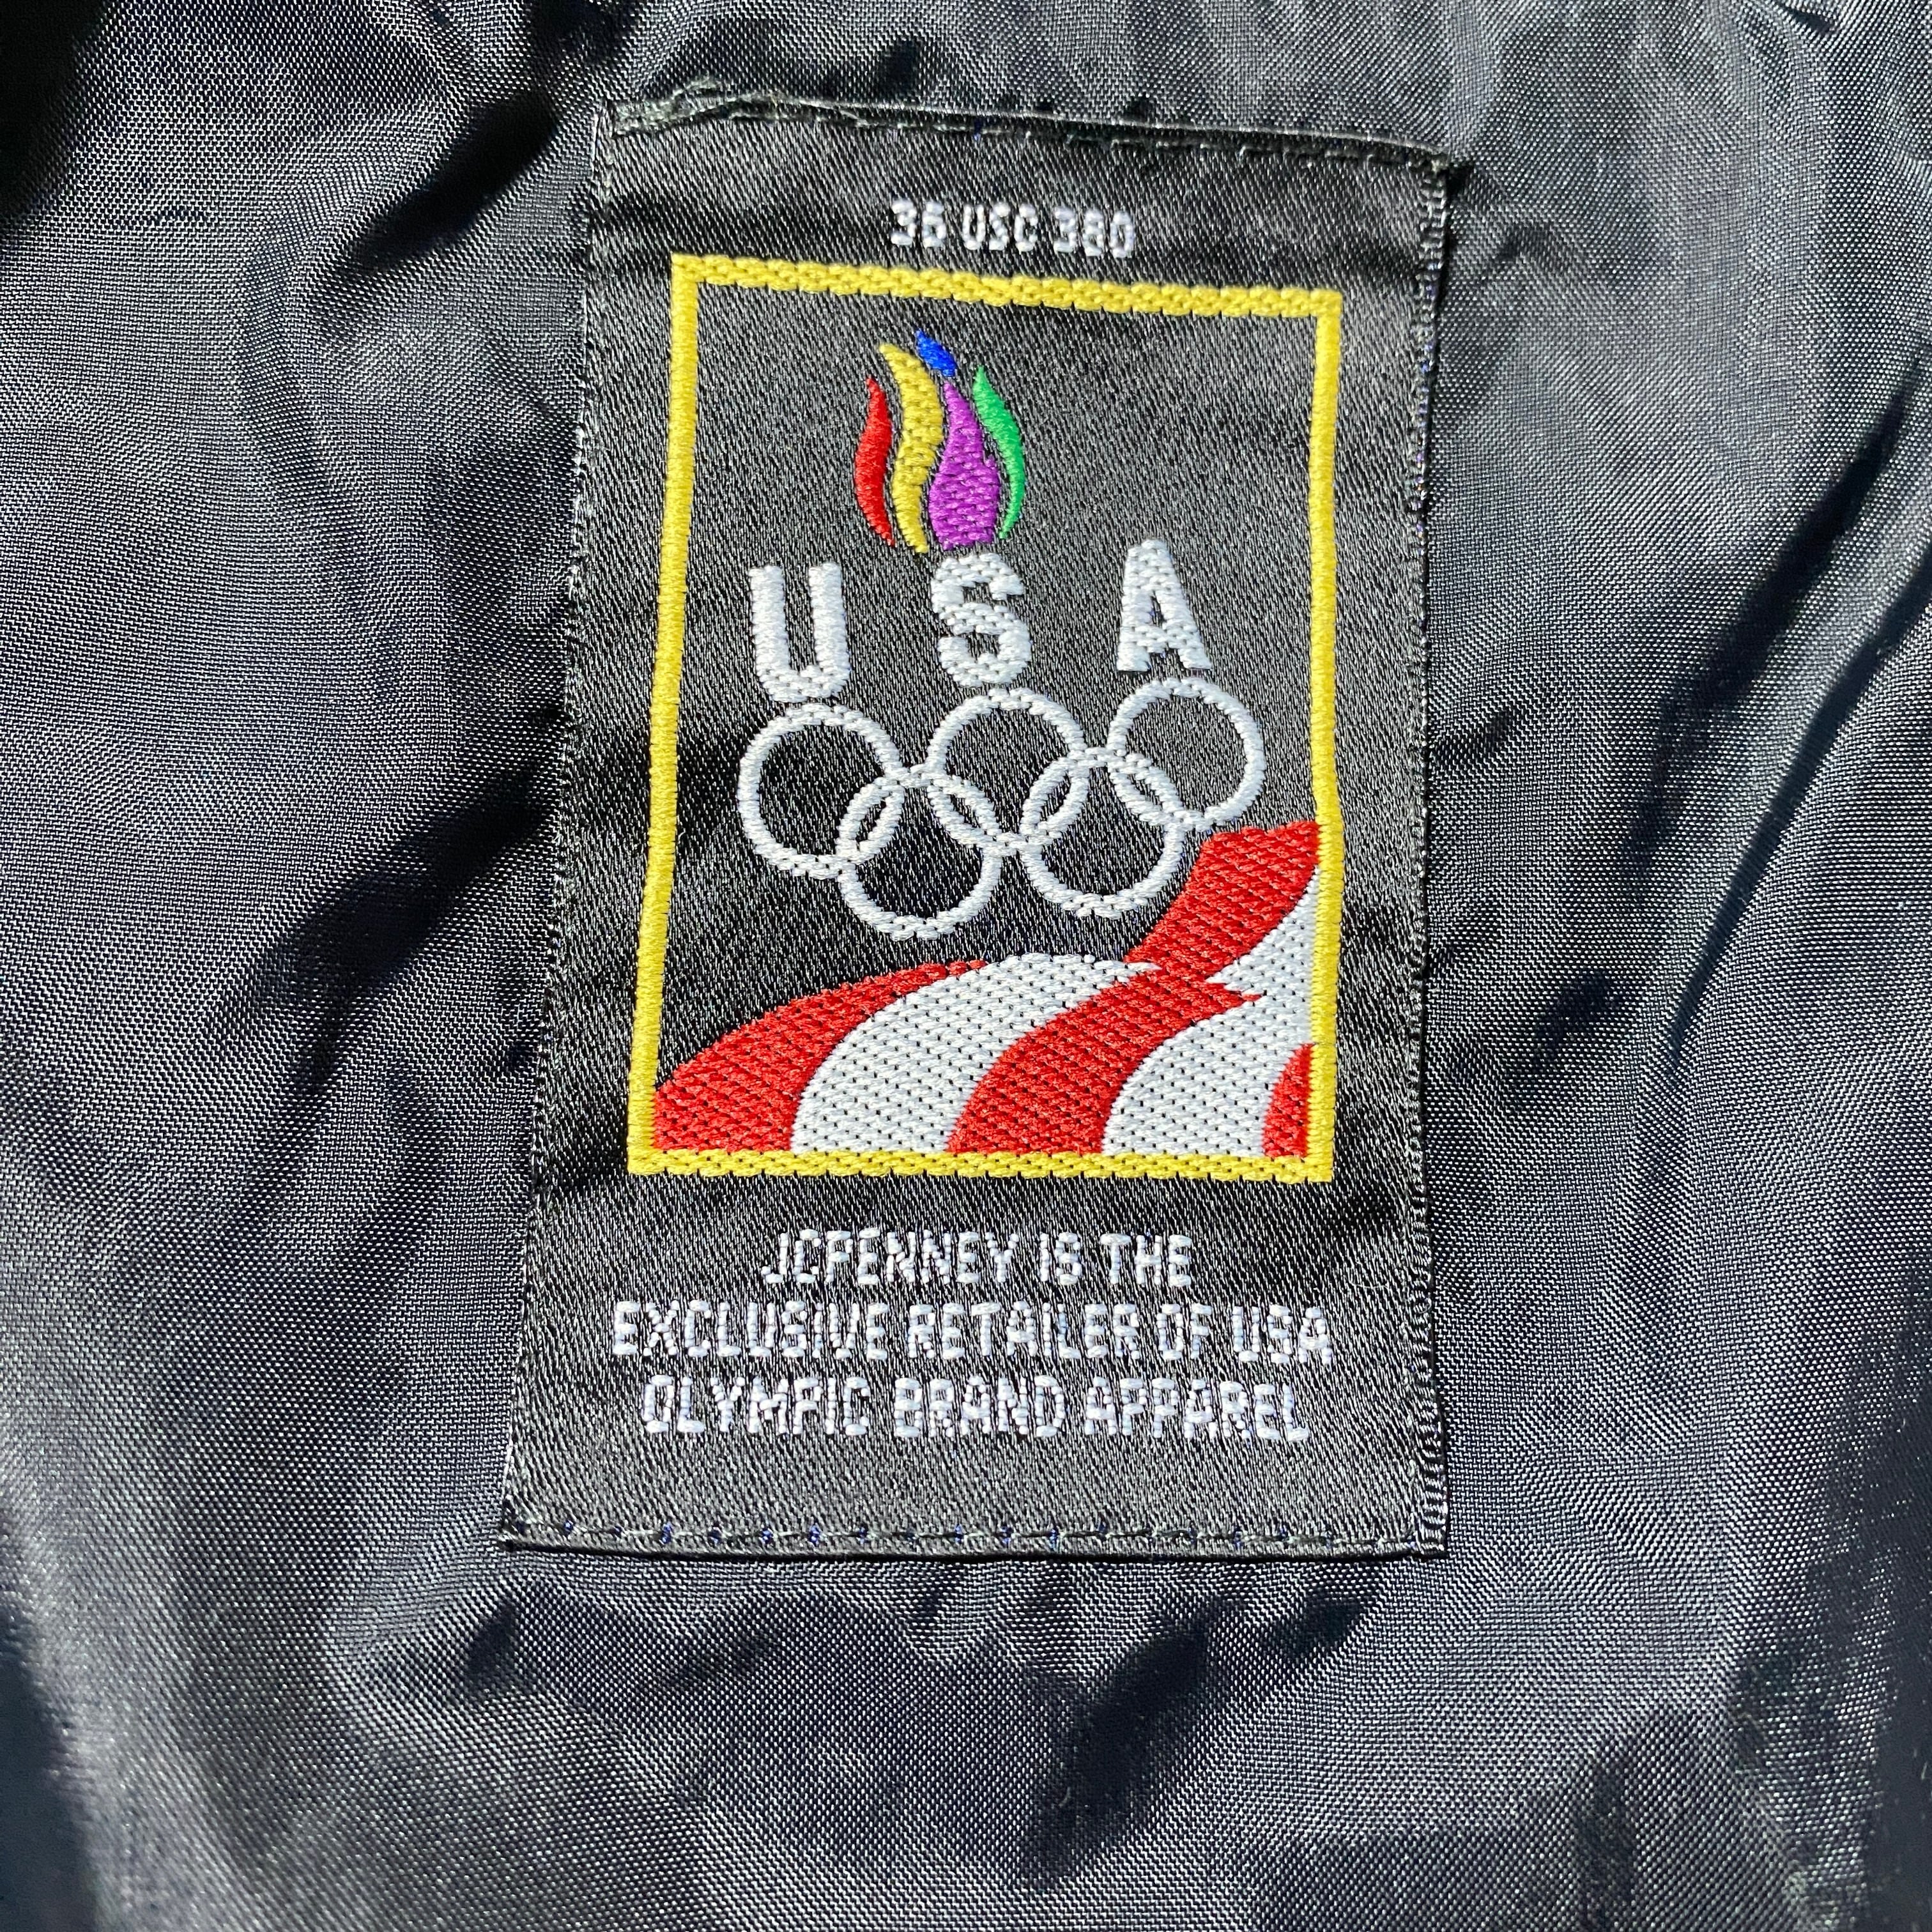 36 USC 380
USA
JCPENNEY IS THE
EXCLUSIVE RETAILER OF USA
OLYMPIC BRAND APPAREL